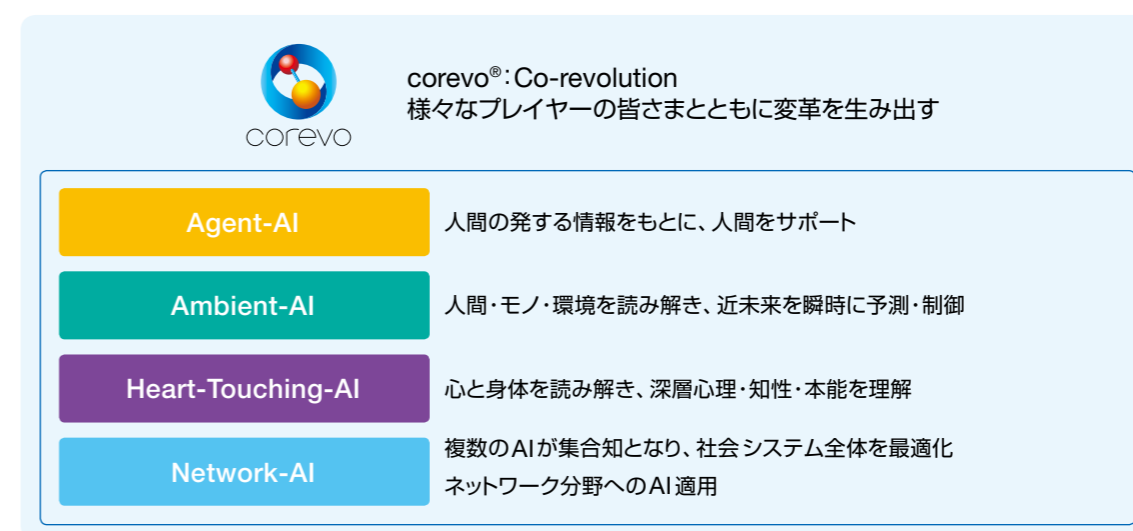 corevo
corevo®：Co-revolution
様々なプレイヤーの皆さまとともに変革を生み出す
Agent-AI
人間の発する情報をもとに、人間をサポート
Ambient-AI
人間・モノ・環境を読み解き、近未来を瞬時に予測・制御
Heart-Touching-AI
心と身体を読み解き、深層心理・知性・本能を理解
Network-AI
複数のAIが集合知となり、社会システム全体を最適化
ネットワーク分野へのAI適用